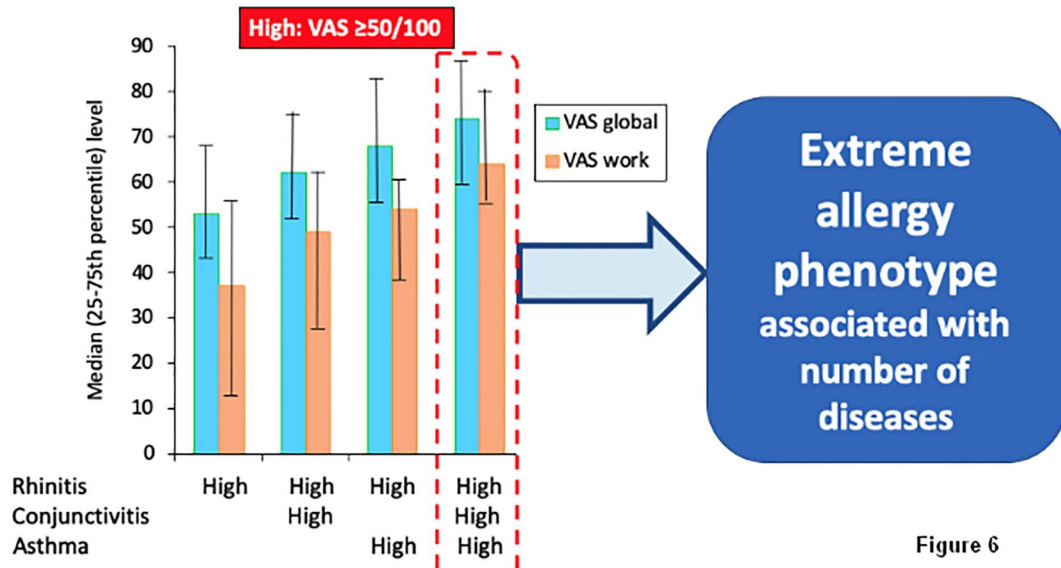 High: VAS ≥50/100
Median (25-75th percentile) level
90
80
70
60
50
40
30
20
10
0
VAS global
VAS work
Rhinitis High High High High
Conjunctivitis High High
Asthma High High
Extreme
allergy
phenotype
associated with
number of
diseases
Figure 6